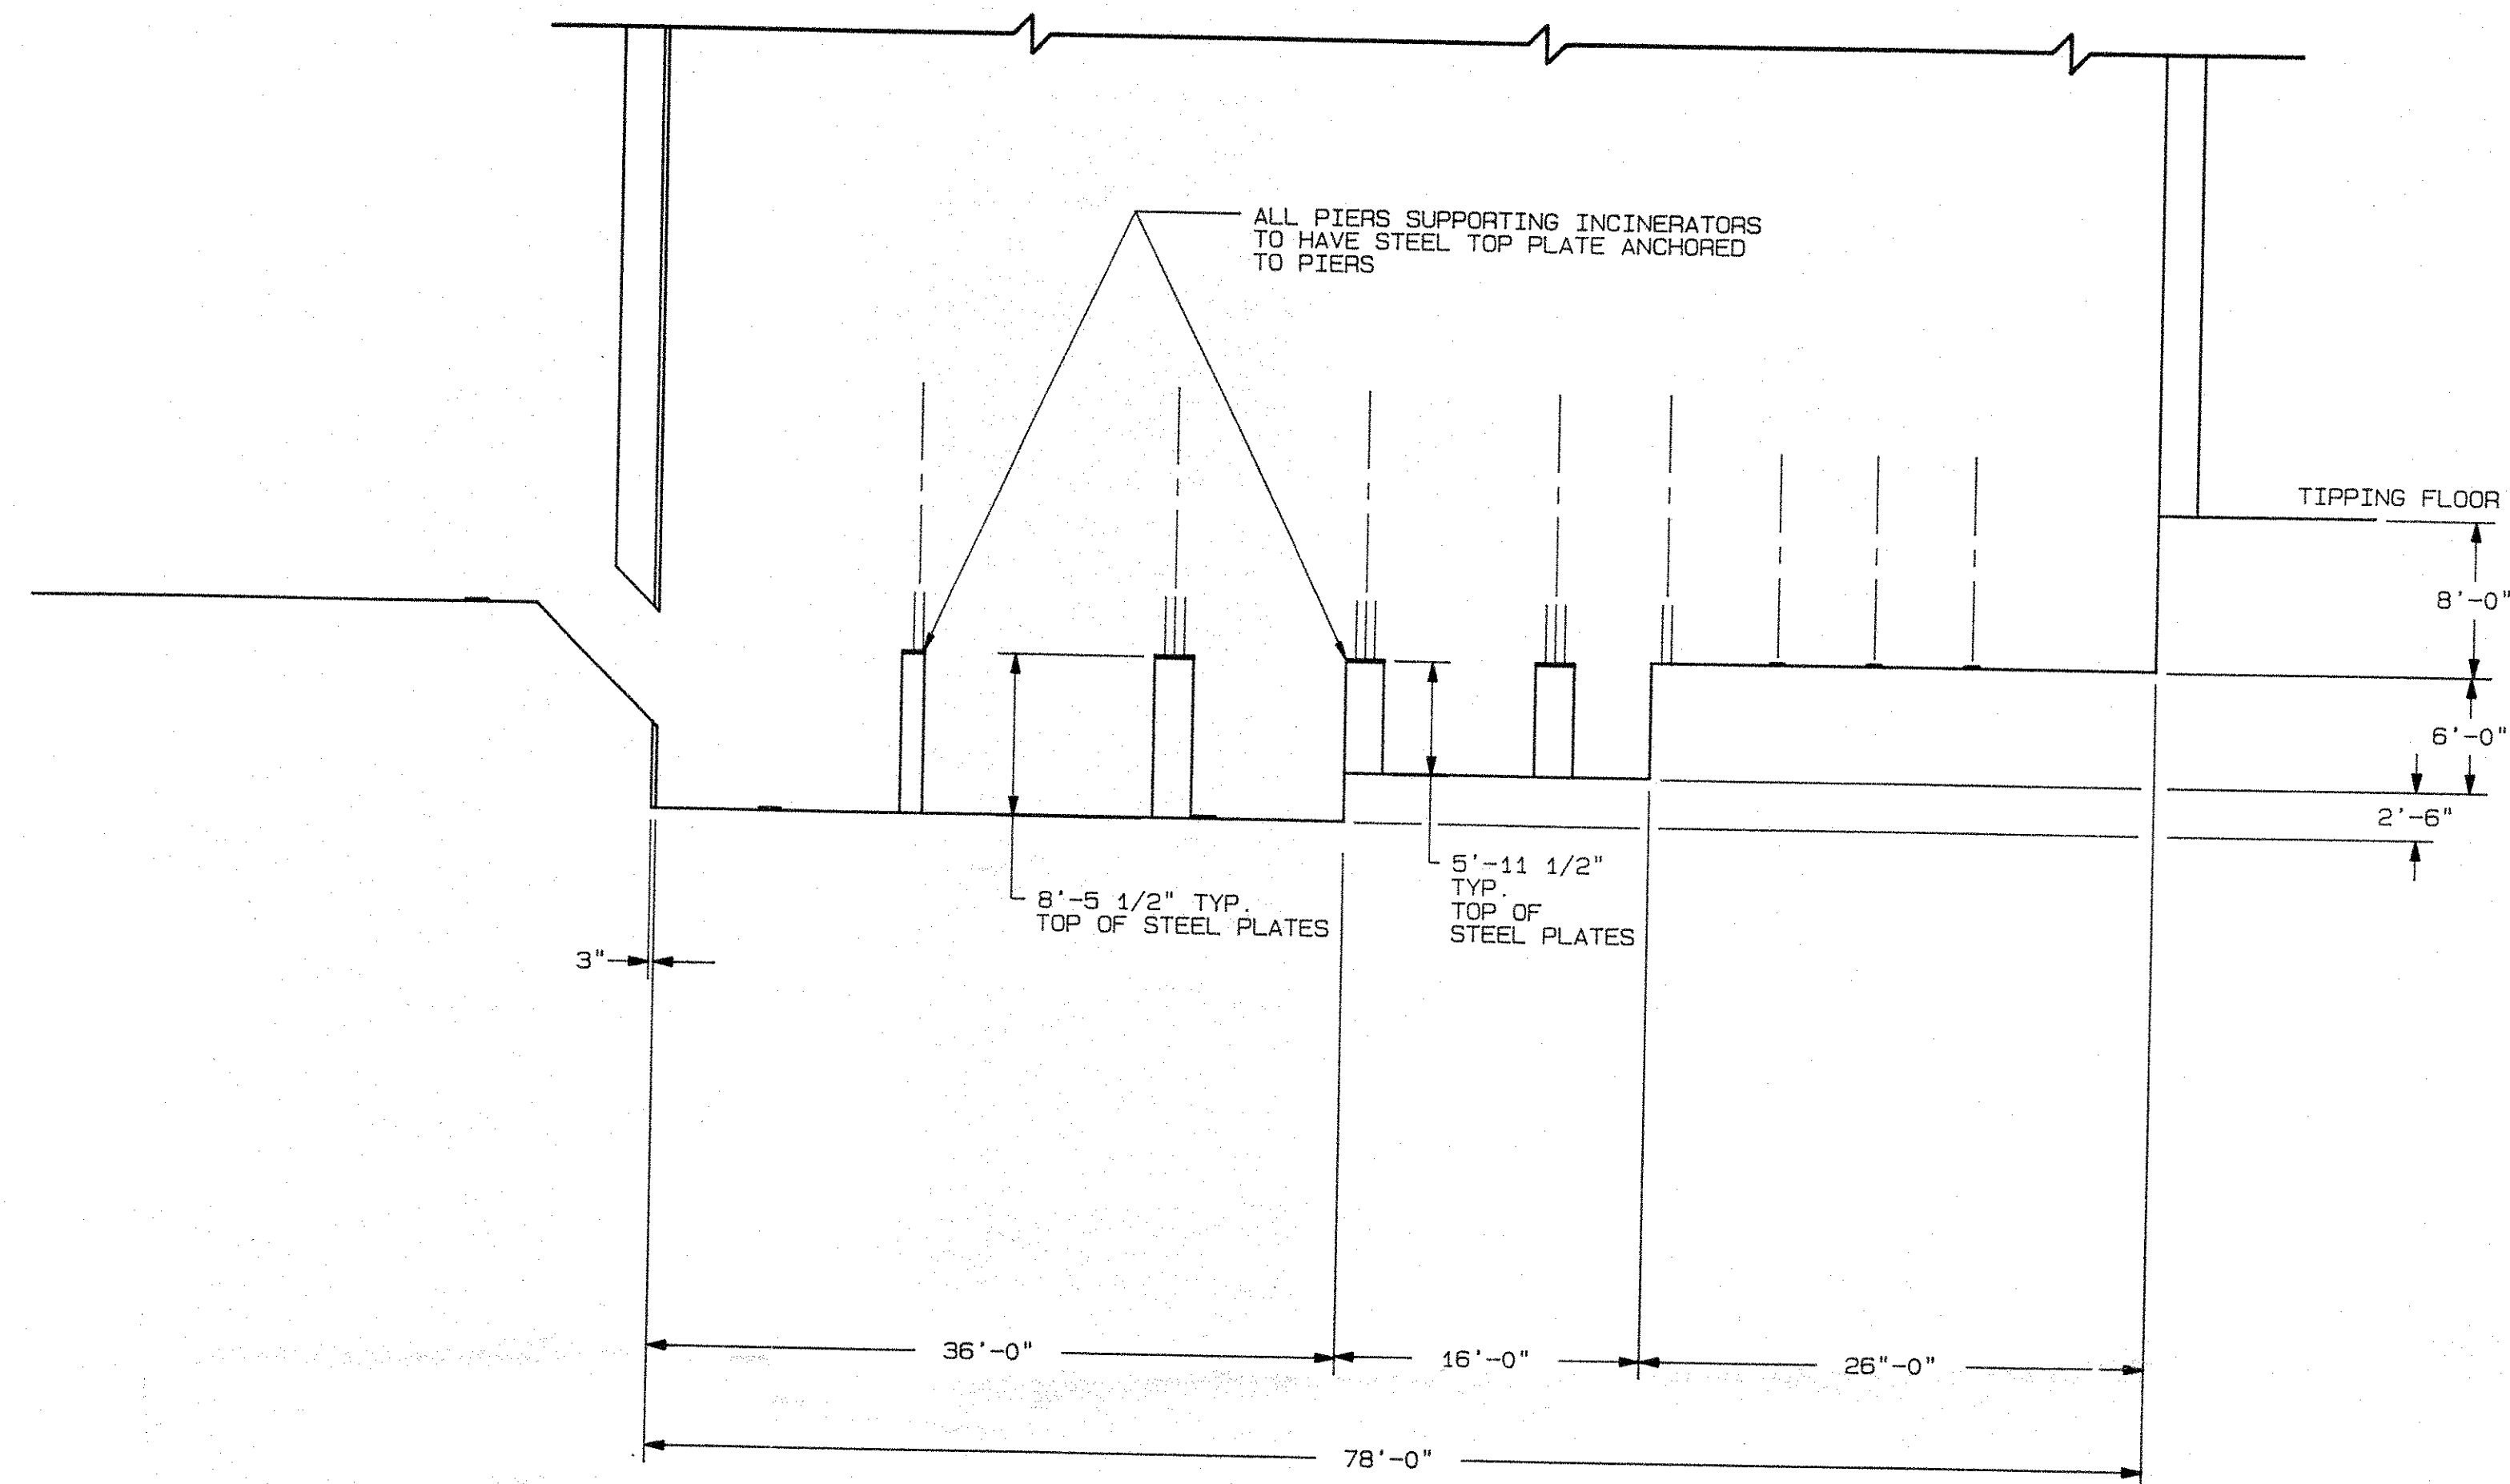 ALL PIERS SUPPORTING INCINERATORS
TO HAVE STEEL TOP PLATE ANCHORED
TO PIERS
TIPPING FLOOR
8'-0"
6'-0"
2'-6"
5'-11 1/2"
TYP.
TOP OF
STEEL PLATES
8'-5 1/2" TYP.
TOP OF STEEL PLATES
3"
36'-0"
16'-0"
26"-0"
78'-0"